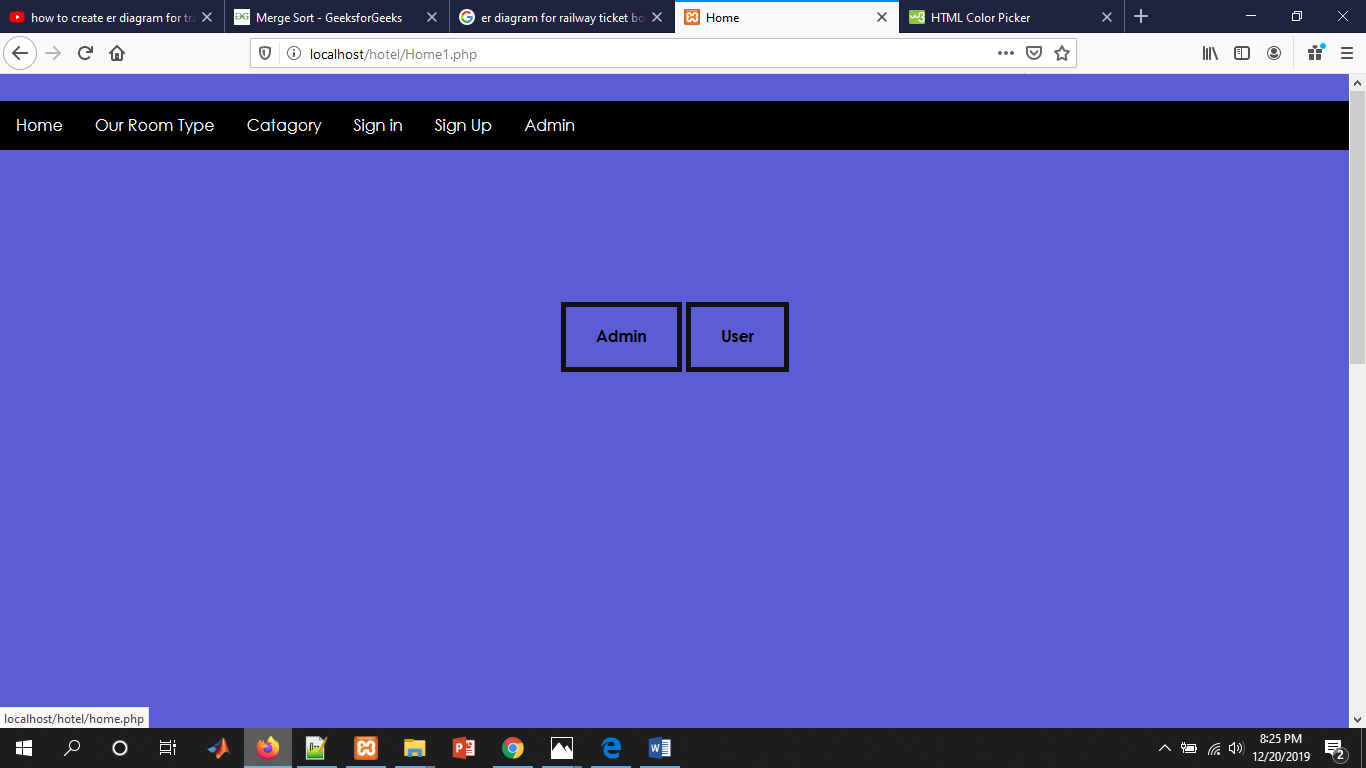 how to create er diagram for tra
Merge Sort - GeeksforGeeks
er diagram for railway ticket bo
Home
HTML Color Picker
localhost/hotel/Home1.php
Home Our Room Type Catagory Sign in Sign Up Admin
Admin User
localhost/hotel/home.php
8:25 PM
12/20/2019
2